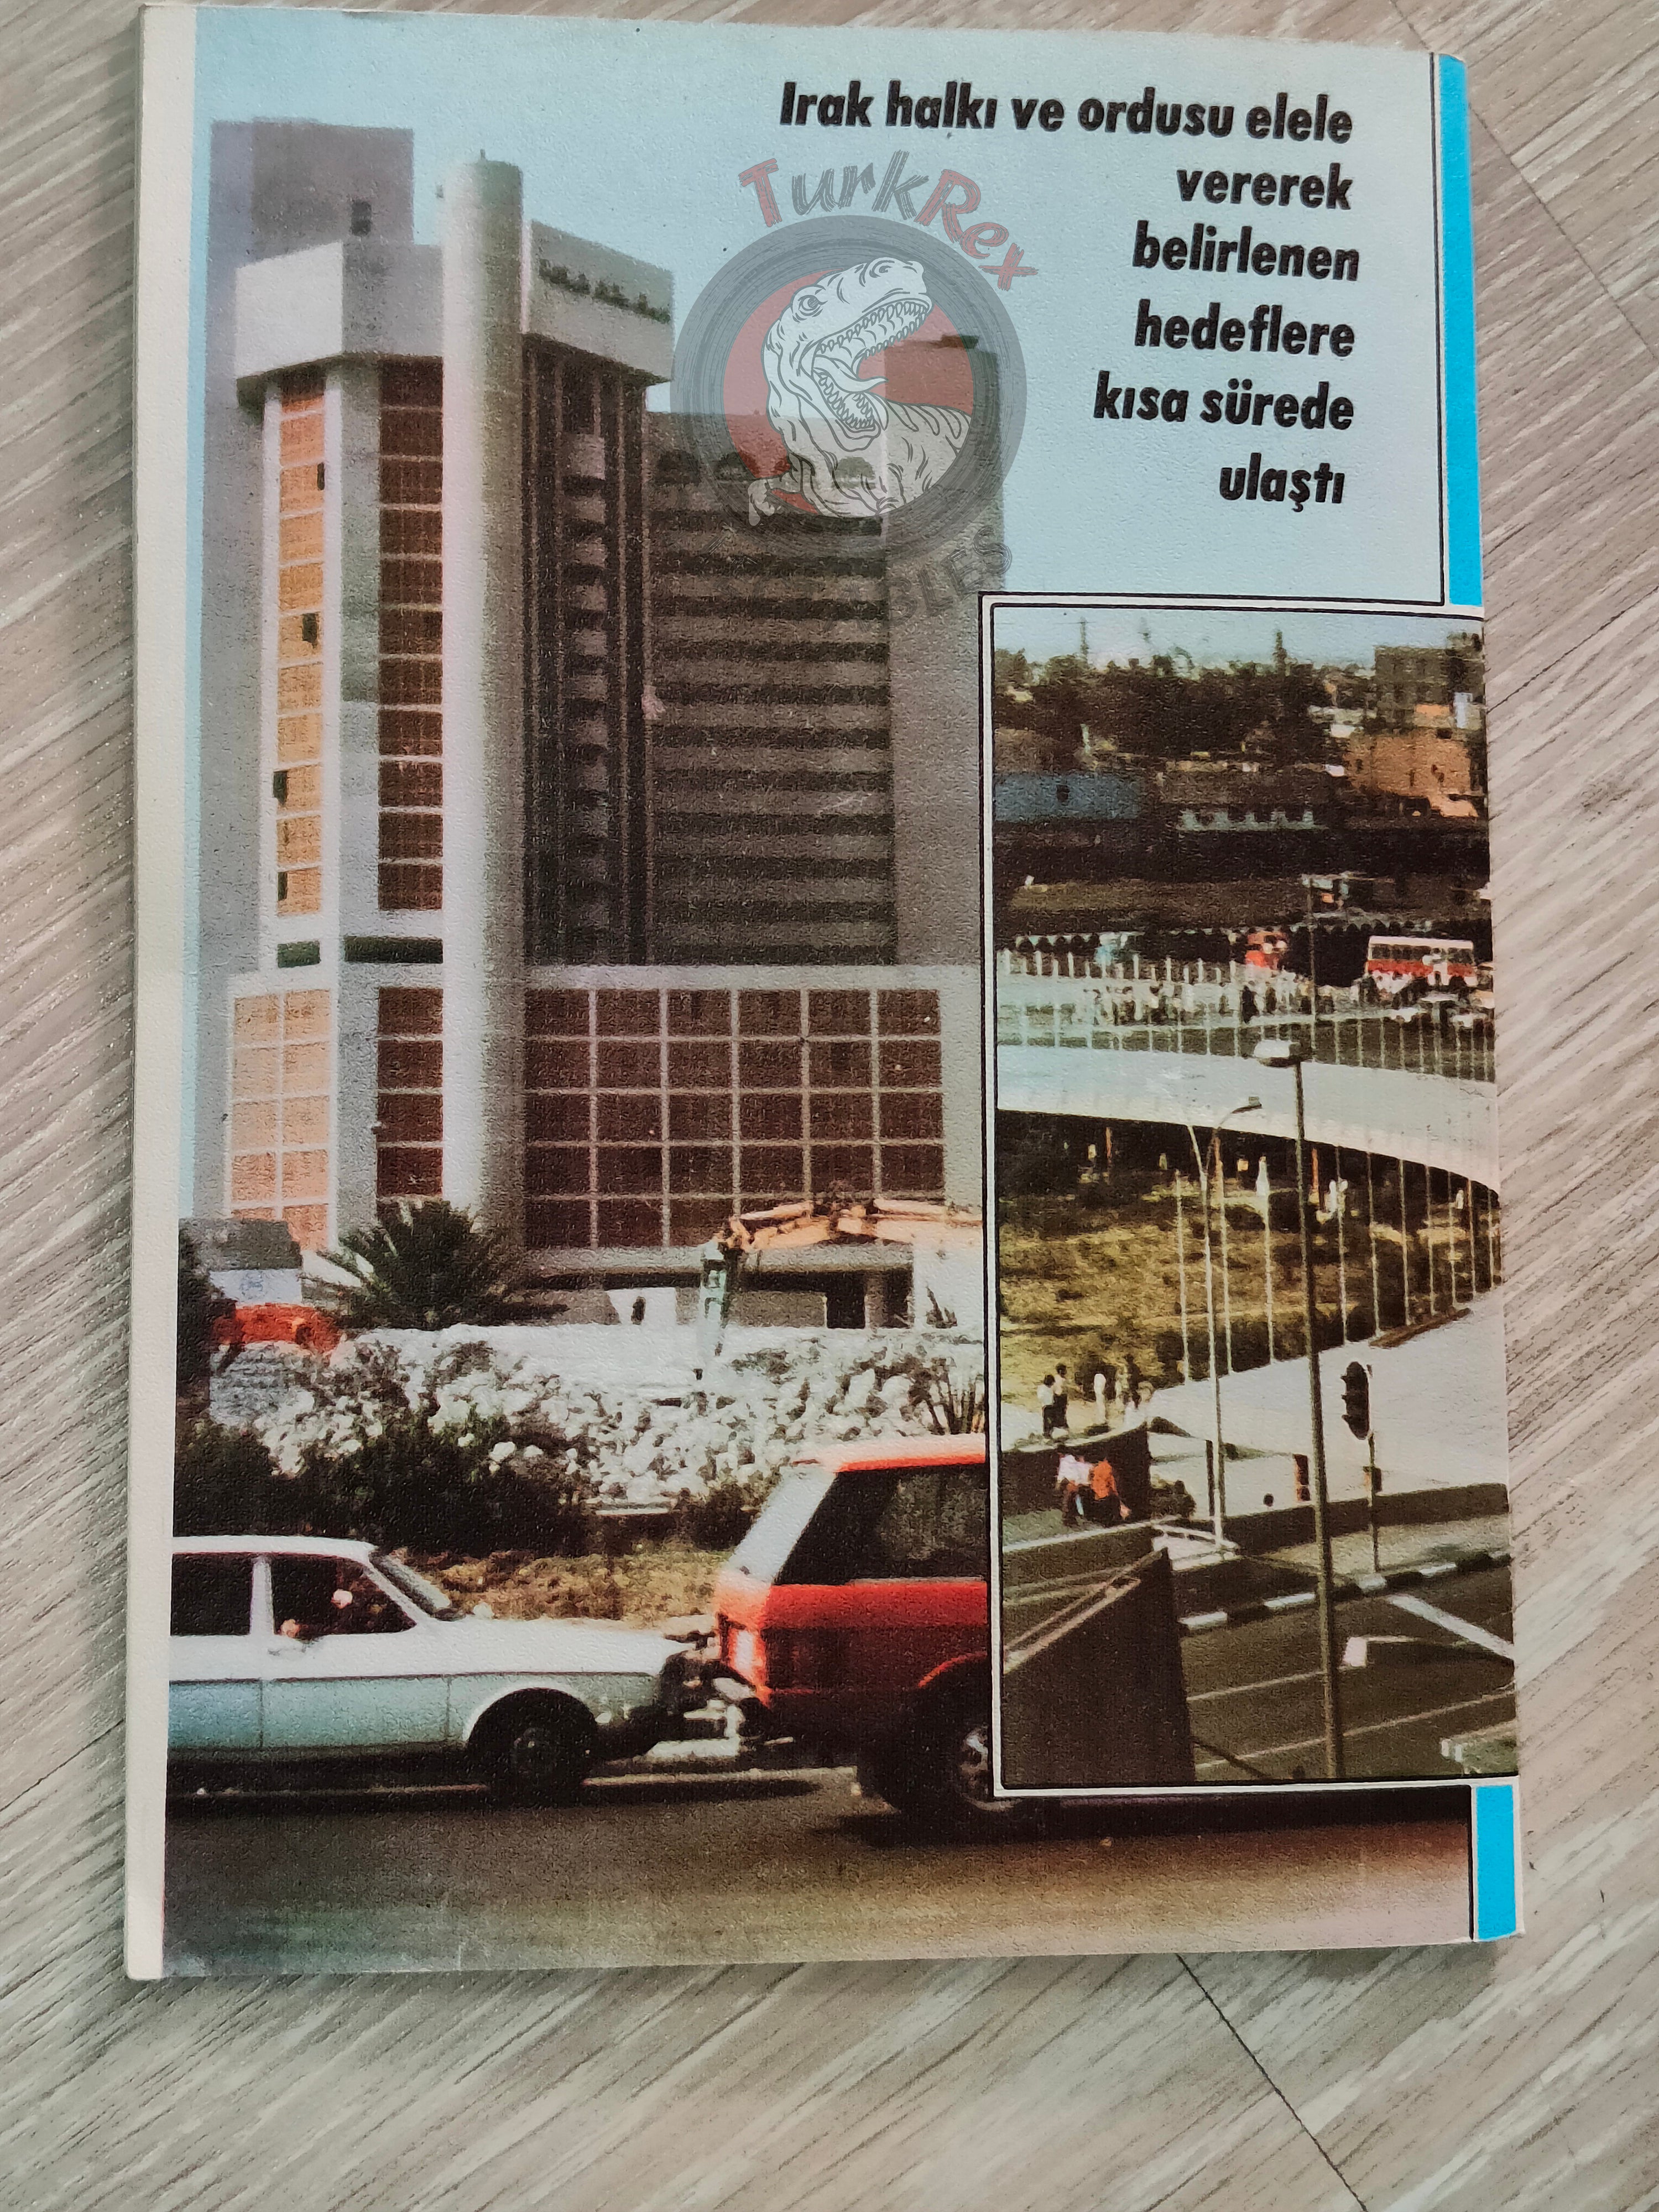 Irak halkı ve ordusu elele
vererek
belirlenen
hedeflere
kısa sürede
ulaştı
TurkRex